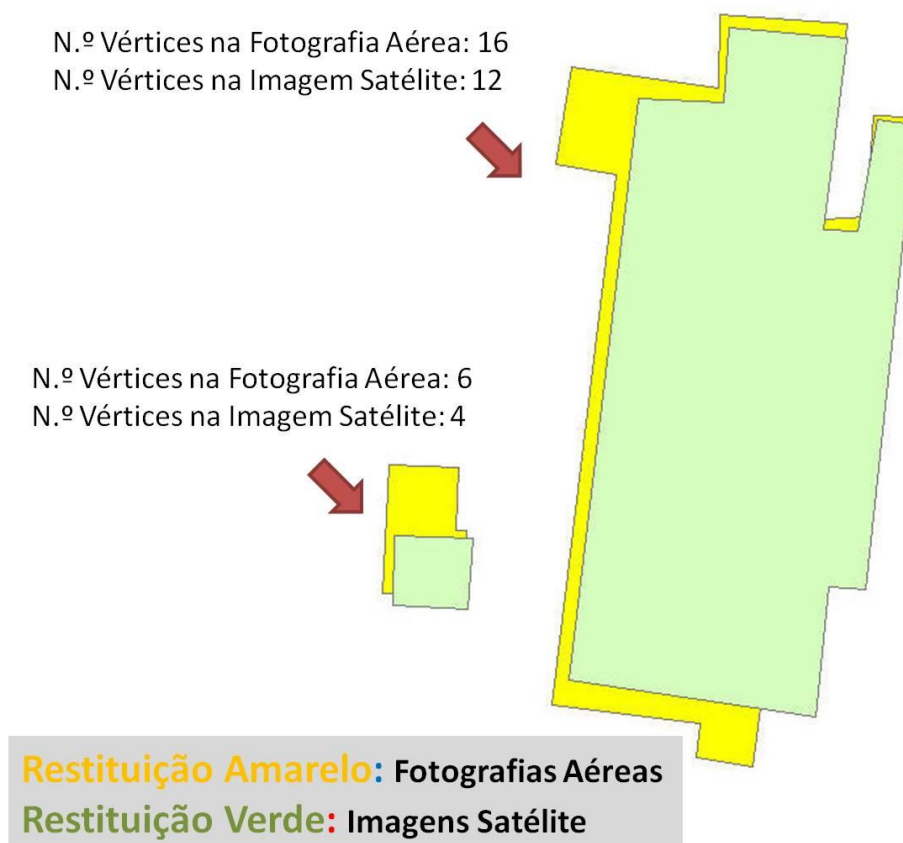 N.º Vértices na Fotografia Aérea: 16
N.º Vértices na Imagem Satélite: 12
N.º Vértices na Fotografia Aérea: 6
N.º Vértices na Imagem Satélite: 4
Restituição Amarelo: Fotografias Aéreas
Restituição Verde: Imagens Satélite